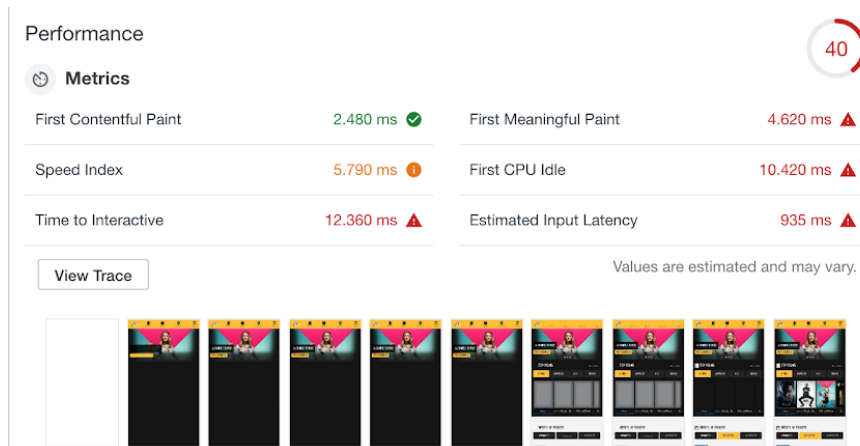 Performance
40
Metrics
First Contentful Paint 2.480 ms
First Meaningful Paint 4.620 ms
Speed Index 5.790 ms
First CPU Idle 10.420 ms
Time to Interactive 12.360 ms
Estimated Input Latency 935 ms
View Trace
Values are estimated and may vary.